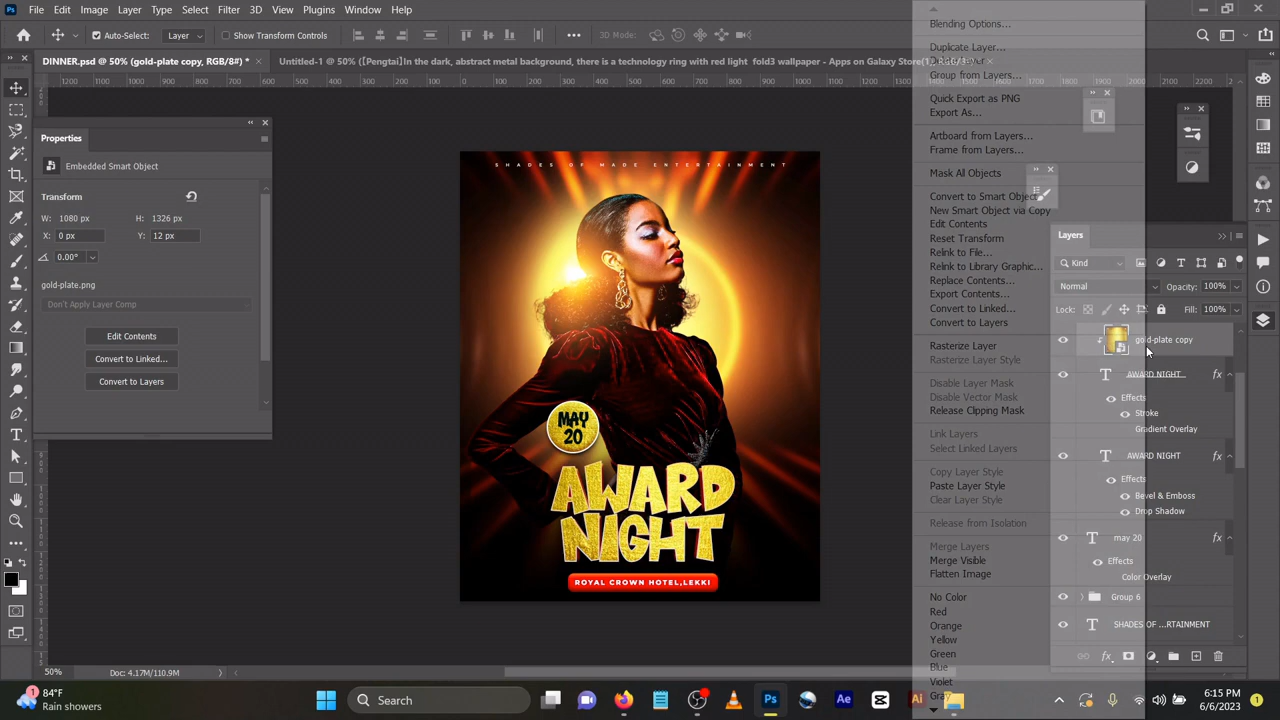 File Edit Image Layer Type Select Filter 3D View Plugins Window Help
Auto-Select: Layer Show Transform Controls 3D Mode:
DINNER.psd @ 50% (gold-plate copy, RGB/8#) *
Untitled-1 @ 50% ([Pengtai]In the dark, abstract metal background, there is a technology ring with red light fold3 wallpaper - Apps on Galaxy Store(1)
Properties
Embedded Smart Object
Transform
W: 1080 px H: 1326 px
X: 0 px Y: 12 px
0.00°
gold-plate.png
Don't Apply Layer Comp
Edit Contents
Convert to Linked...
Convert to Layers
SHADES OF MADE ENTERTAINMENT
MAY
20
AWARD
NIGHT
ROYAL CROWN HOTEL,LEKKI
Blending Options...
Duplicate Layer...
Group from Layers...
Quick Export as PNG
Export As...
Artboard from Layers...
Frame from Layers...
Mask All Objects
Convert to Smart Object
New Smart Object via Copy
Edit Contents
Reset Transform
Relink to File...
Relink to Library Graphic...
Replace Contents...
Export Contents...
Convert to Linked...
Convert to Layers
Rasterize Layer
Rasterize Layer Style
Disable Layer Mask
Disable Vector Mask
Release Clipping Mask
Link Layers
Select Linked Layers
Copy Layer Style
Paste Layer Style
Clear Layer Style
Release from Isolation
Merge Layers
Merge Visible
Flatten Image
No Color
Red
Orange
Yellow
Green
Blue
Violet
Gray
Layers
Kind
Normal Opacity: 100%
Lock: Fill: 100%
gold-plate copy
AWARD NIGHT fx
Effects
Stroke
Gradient Overlay
AWARD NIGHT fx
Effects
Bevel & Emboss
Drop Shadow
may 20 fx
Effects
Color Overlay
Group 6
SHADES OF ...RTAINMENT
50% Doc: 4.17M/110.9M
84°F
Rain showers
Search
Ps
Ae
Ai
6:15 PM
6/6/2023